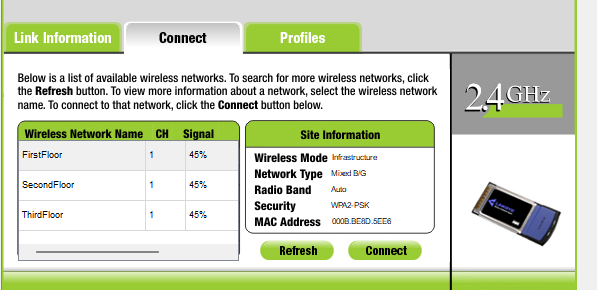 Link Information
Connect
Profiles
Below is a list of available wireless networks. To search for more wireless networks, click
the Refresh button. To view more information about a network, select the wireless network
name. To connect to that network, click the Connect button below.
2.4GHz
Wireless Network Name CH Signal
FirstFloor 1 45%
SecondFloor 1 45%
ThirdFloor 1 45%
Site Information
Wireless Mode Infrastructure
Network Type Mixed B/G
Radio Band Auto
Security WPA2-PSK
MAC Address 000B.BE8D.5EE6
Refresh
Connect